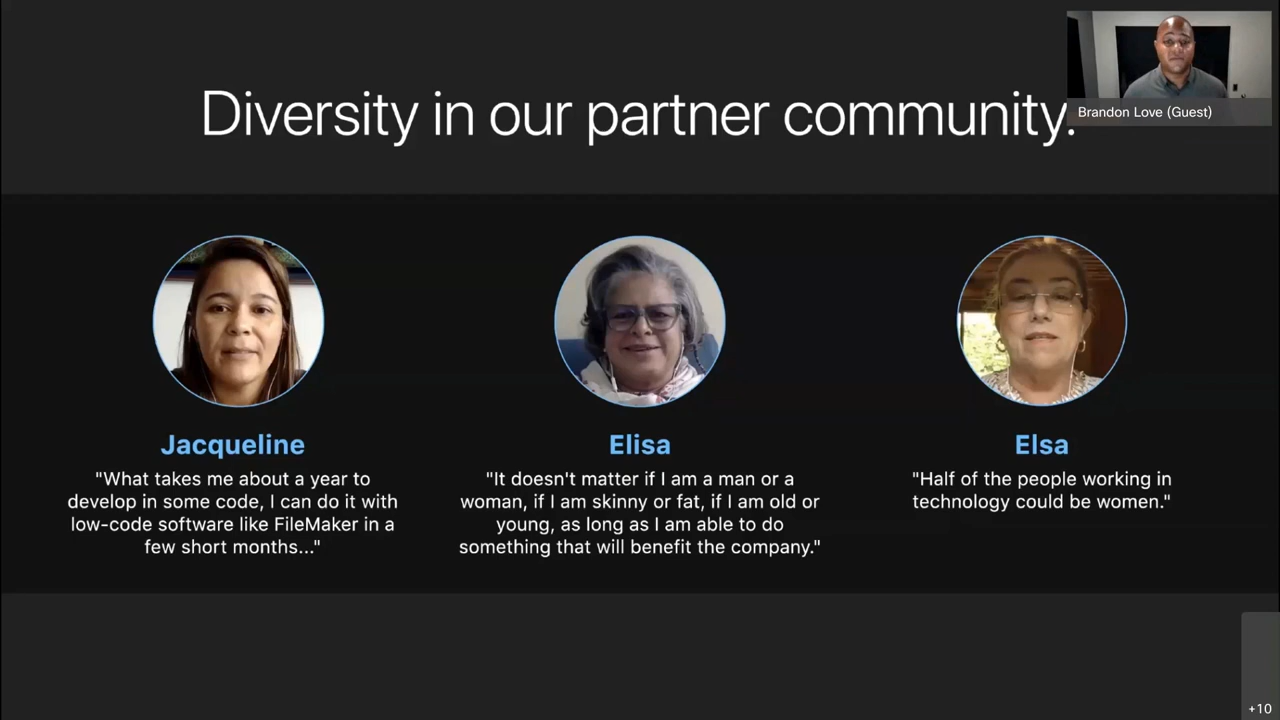 Diversity in our partner community.
Brandon Love (Guest)
Jacqueline
"What takes me about a year to
develop in some code, I can do it with
low-code software like FileMaker in a
few short months..."
Elisa
"It doesn't matter if I am a man or a
woman, if I am skinny or fat, if I am old or
young, as long as I am able to do
something that will benefit the company."
Elsa
"Half of the people working in
technology could be women."
+10